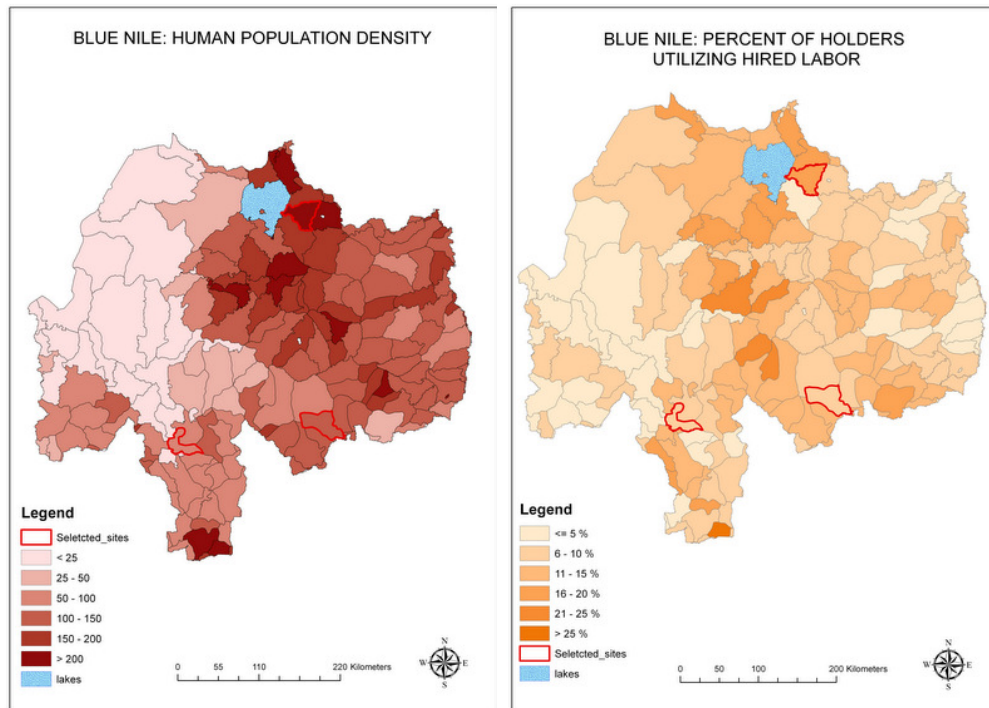 BLUE NILE: HUMAN POPULATION DENSITY
Legend
Seletcted_sites
< 25
25 - 50
50 - 100
100 - 150
150 - 200
> 200
lakes
0 55 110 220 Kilometers
N
W E
S
BLUE NILE: PERCENT OF HOLDERS
UTILIZING HIRED LABOR
Legend
<= 5 %
6 - 10 %
11 - 15 %
16 - 20 %
21 - 25 %
> 25 %
Seletcted_sites
lakes
0 50 100 200 Kilometers
N
W E
S